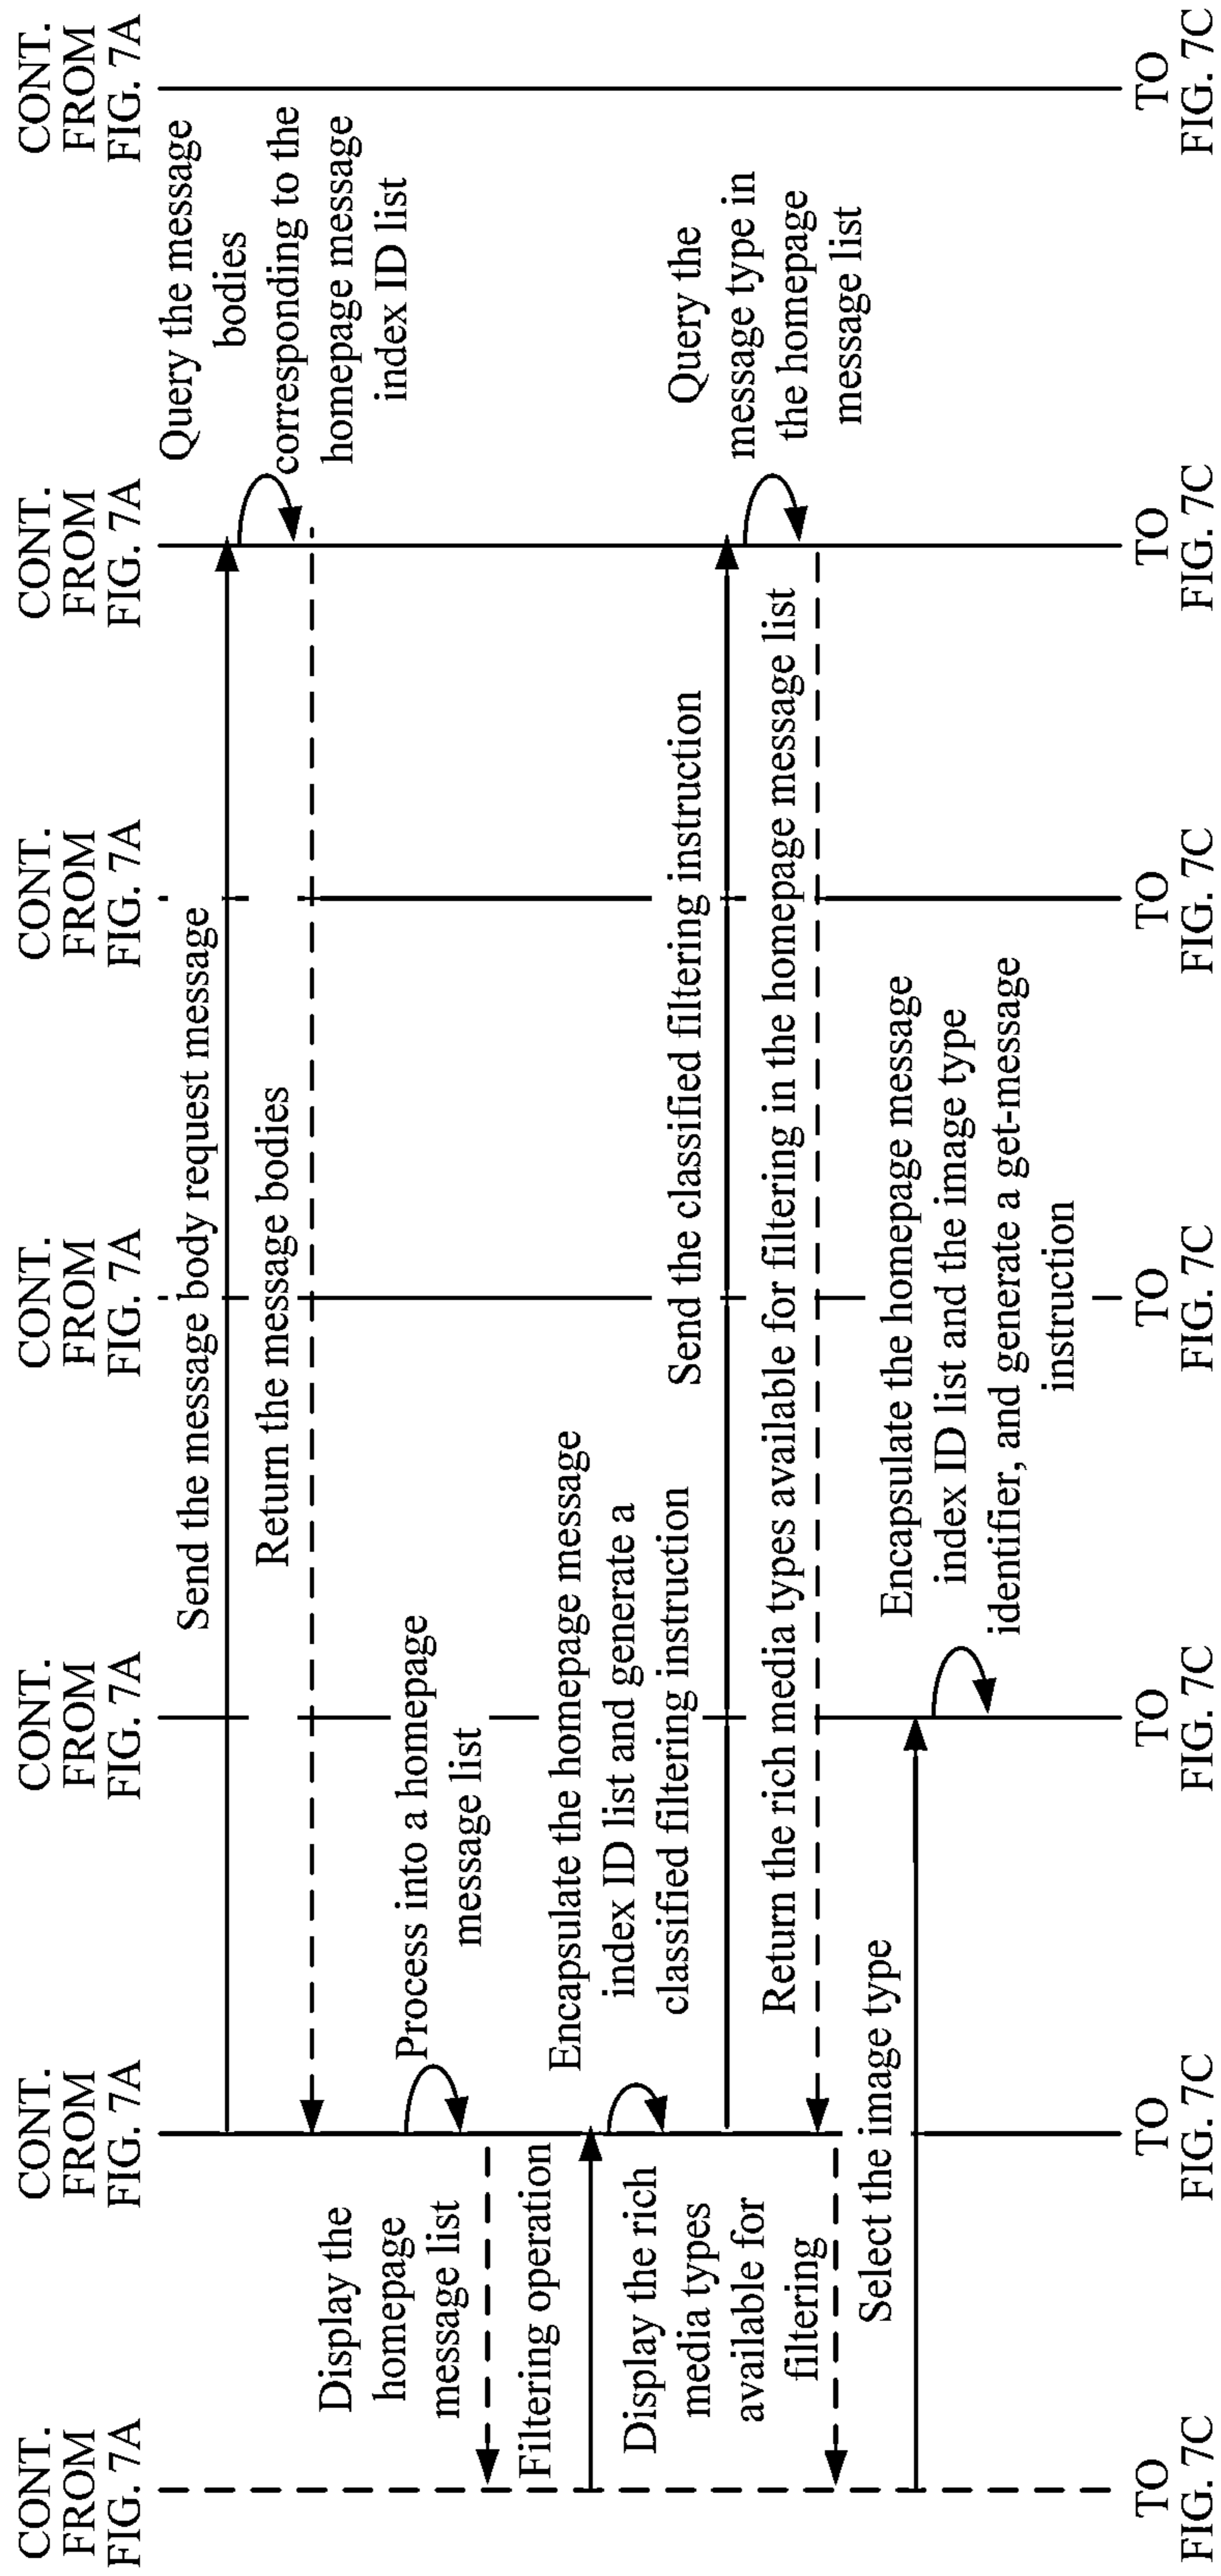 CONT.
FROM
FIG. 7A
CONT.
FROM
FIG. 7A
CONT.
FROM
FIG. 7A
CONT.
FROM
FIG. 7A
CONT.
FROM
FIG. 7A
CONT.
FROM
FIG. 7A
CONT.
FROM
FIG. 7A
Send the message body request message
Query the message
bodies
corresponding to the
homepage message
index ID list
Return the message bodies
Process into a homepage
message list
Display the
homepage
message list
Filtering operation
Encapsulate the homepage message
index ID list and generate a
classified filtering instruction
Send the classified filtering instruction
Query the
message type in
the homepage
message list
Return the rich media types available for filtering in the homepage message list
Display the rich
media types
available for
filtering
Select the image type
Encapsulate the homepage message
index ID list and the image type
identifier, and generate a get-message
instruction
TO
FIG. 7C
TO
FIG. 7C
TO
FIG. 7C
TO
FIG. 7C
TO
FIG. 7C
TO
FIG. 7C
TO
FIG. 7C